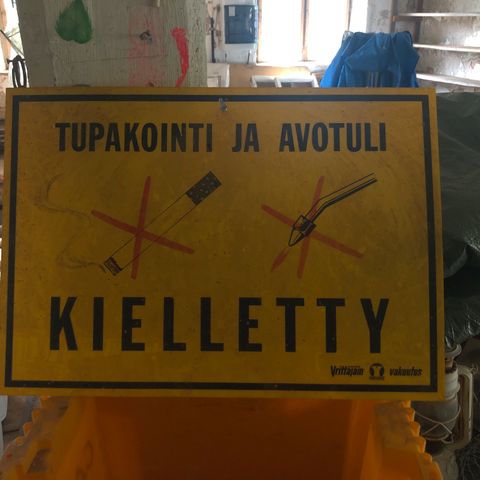 TUPAKOINTI JA AVOTULI
KIELLETTY
Yrittäjäin vakuutus